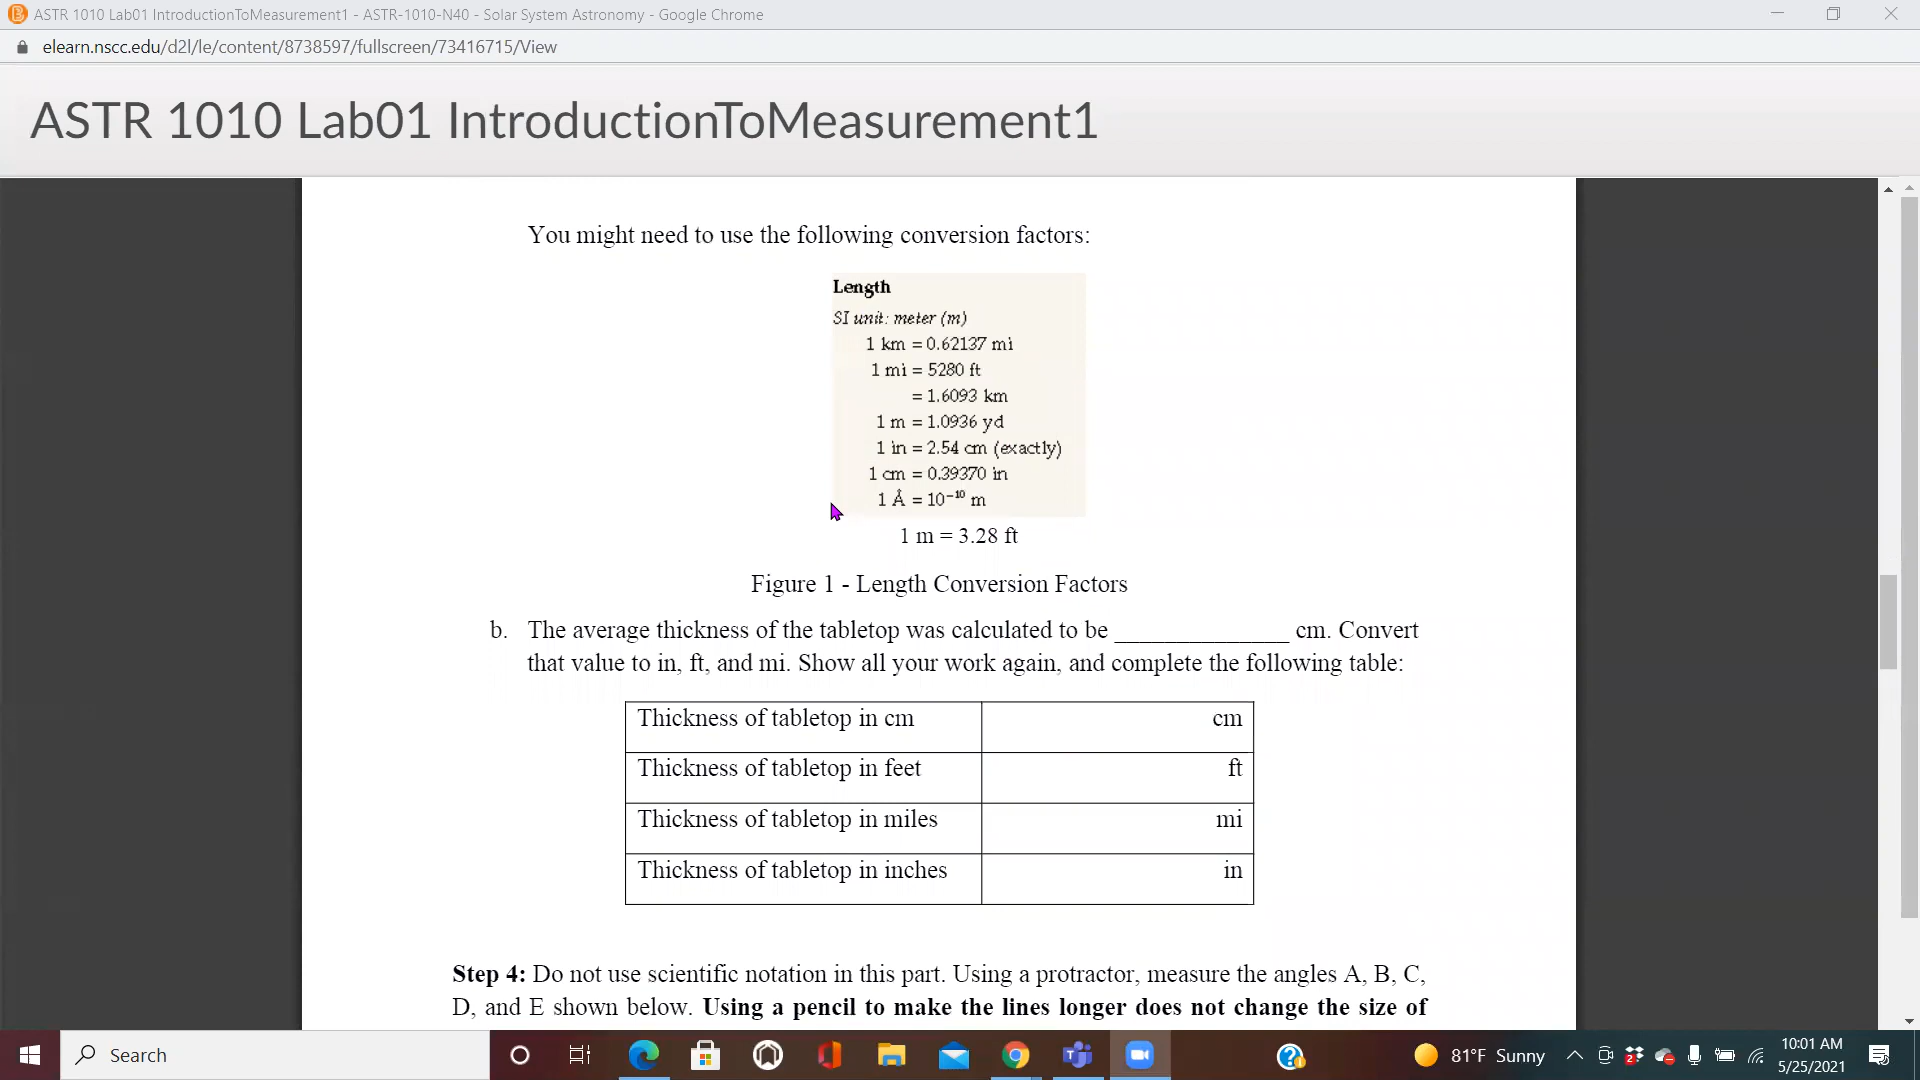 ASTR 1010 Lab01 IntroductionToMeasurement1 - ASTR-1010-N40 - Solar System Astronomy - Google Chrome
elearn.nscc.edu/d2l/le/content/8738597/fullscreen/73416715/View
ASTR 1010 Lab01 IntroductionToMeasurement1
You might need to use the following conversion factors:
Length
SI unit: meter (m)
1 km = 0.62137 mi
1 mi = 5280 ft
= 1.6093 km
1 m = 1.0936 yd
1 in = 2.54 cm (exactly)
1 cm = 0.39370 in
1 Å = 10⁻¹⁰ m
1 m = 3.28 ft
Figure 1 - Length Conversion Factors
b. The average thickness of the tabletop was calculated to be ______________ cm. Convert
that value to in, ft, and mi. Show all your work again, and complete the following table:
Thickness of tabletop in cm cm
Thickness of tabletop in feet ft
Thickness of tabletop in miles mi
Thickness of tabletop in inches in
Step 4: Do not use scientific notation in this part. Using a protractor, measure the angles A, B, C,
D, and E shown below. Using a pencil to make the lines longer does not change the size of
Search
81°F Sunny
10:01 AM
5/25/2021